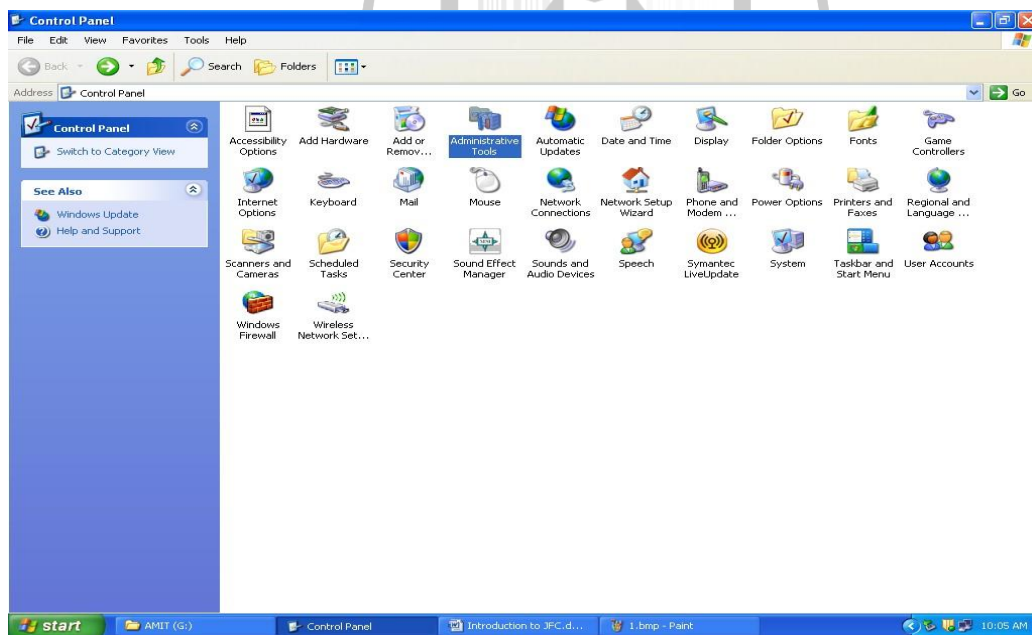 Control Panel
File Edit View Favorites Tools Help
Back Search Folders
Address Control Panel Go
Control Panel
Switch to Category View
See Also
Windows Update
Help and Support
Accessibility Options
Add Hardware
Add or Remov...
Administrative Tools
Automatic Updates
Date and Time
Display
Folder Options
Fonts
Game Controllers
Internet Options
Keyboard
Mail
Mouse
Network Connections
Network Setup Wizard
Phone and Modem ...
Power Options
Printers and Faxes
Regional and Language ...
Scanners and Cameras
Scheduled Tasks
Security Center
Sound Effect Manager
Sounds and Audio Devices
Speech
Symantec LiveUpdate
System
Taskbar and Start Menu
User Accounts
Windows Firewall
Wireless Network Set...
start AMIT (G:) Control Panel Introduction to JFC.d... 1.bmp - Paint 10:05 AM